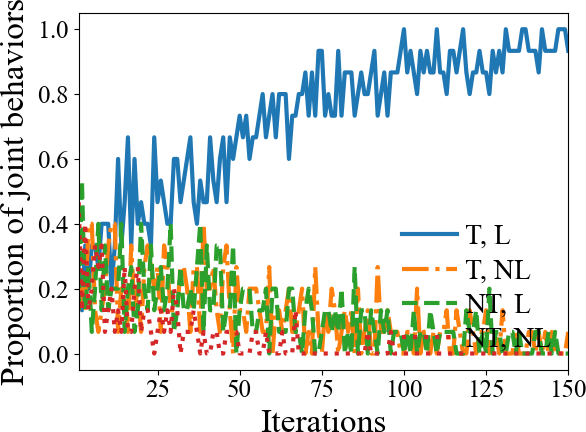 Proportion of joint behaviors
1.0
0.8
0.6
0.4
0.2
0.0
T, L
T, NL
NT, L
NT, NL
25 50 75 100 125 150
Iterations